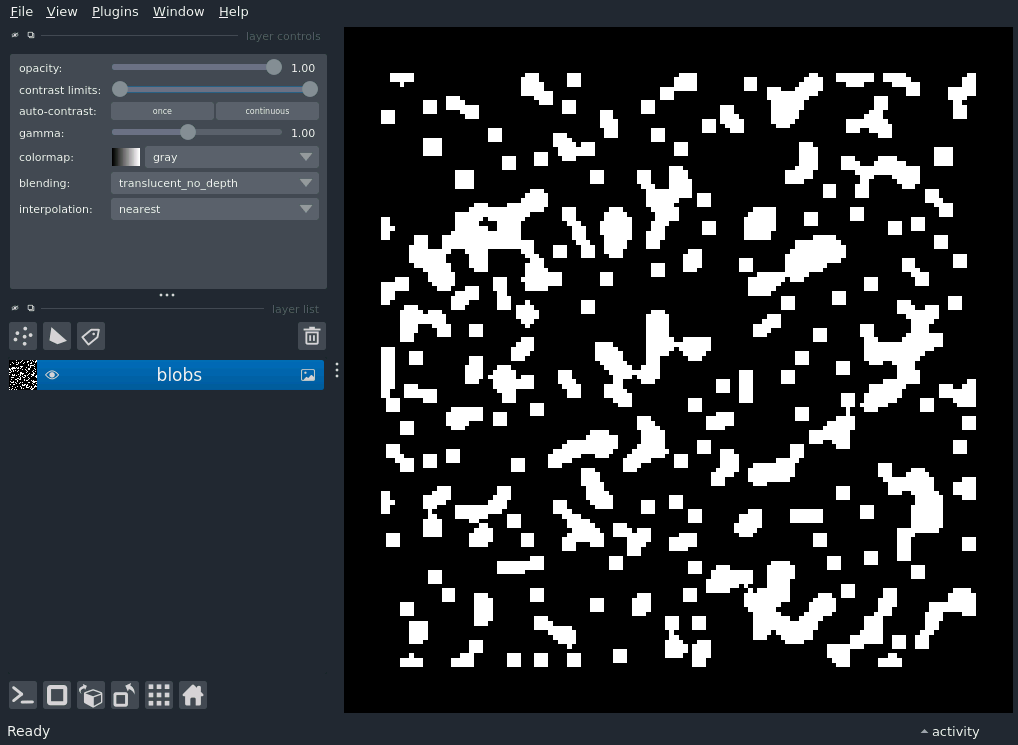 File View Plugins Window Help
layer controls
opacity: 1.00
contrast limits:
auto-contrast: once continuous
gamma: 1.00
colormap: gray
blending: translucent_no_depth
interpolation: nearest
layer list
blobs
Ready activity